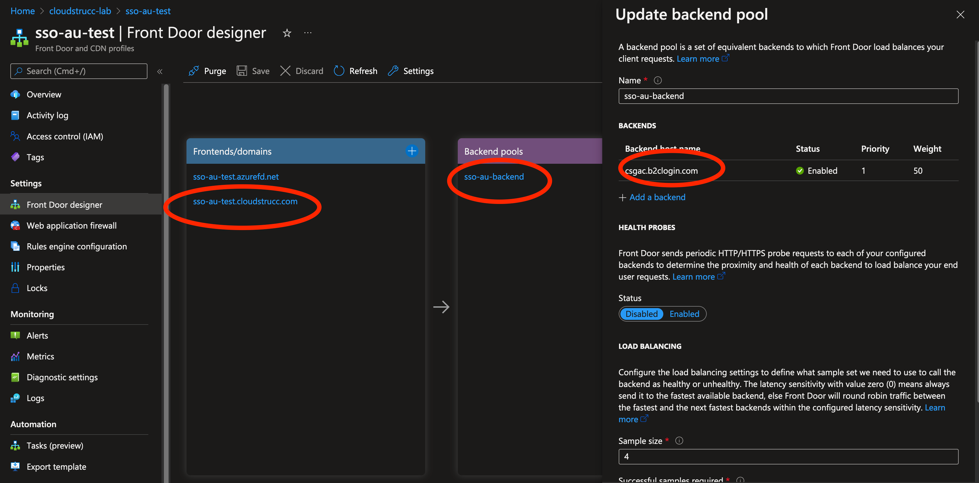 Home > cloudstrucc-lab > sso-au-test
sso-au-test | Front Door designer
Front Door and CDN profiles
Search (Cmd+/)
Overview
Activity log
Access control (IAM)
Tags
Settings
Front Door designer
Web application firewall
Rules engine configuration
Properties
Locks
Monitoring
Alerts
Metrics
Diagnostic settings
Logs
Automation
Tasks (preview)
Export template
Purge Save Discard Refresh Settings
Frontends/domains
sso-au-test.azurefd.net
sso-au-test.cloudstrucc.com
Backend pools
sso-au-backend
Update backend pool
A backend pool is a set of equivalent backends to which Front Door load balances your
client requests. Learn more
Name *
sso-au-backend
BACKENDS
Backend host name Status Priority Weight
csgac.b2clogin.com Enabled 1 50
+ Add a backend
HEALTH PROBES
Front Door sends periodic HTTP/HTTPS probe requests to each of your configured
backends to determine the proximity and health of each backend to load balance your end
user requests. Learn more
Status
Disabled Enabled
LOAD BALANCING
Configure the load balancing settings to define what sample set we need to use to call the
backend as healthy or unhealthy. The latency sensitivity with value zero (0) means always
send it to the fastest available backend, else Front Door will round robin traffic between
the fastest and the next fastest backends within the configured latency sensitivity. Learn
more
Sample size *
4
Successful samples required *